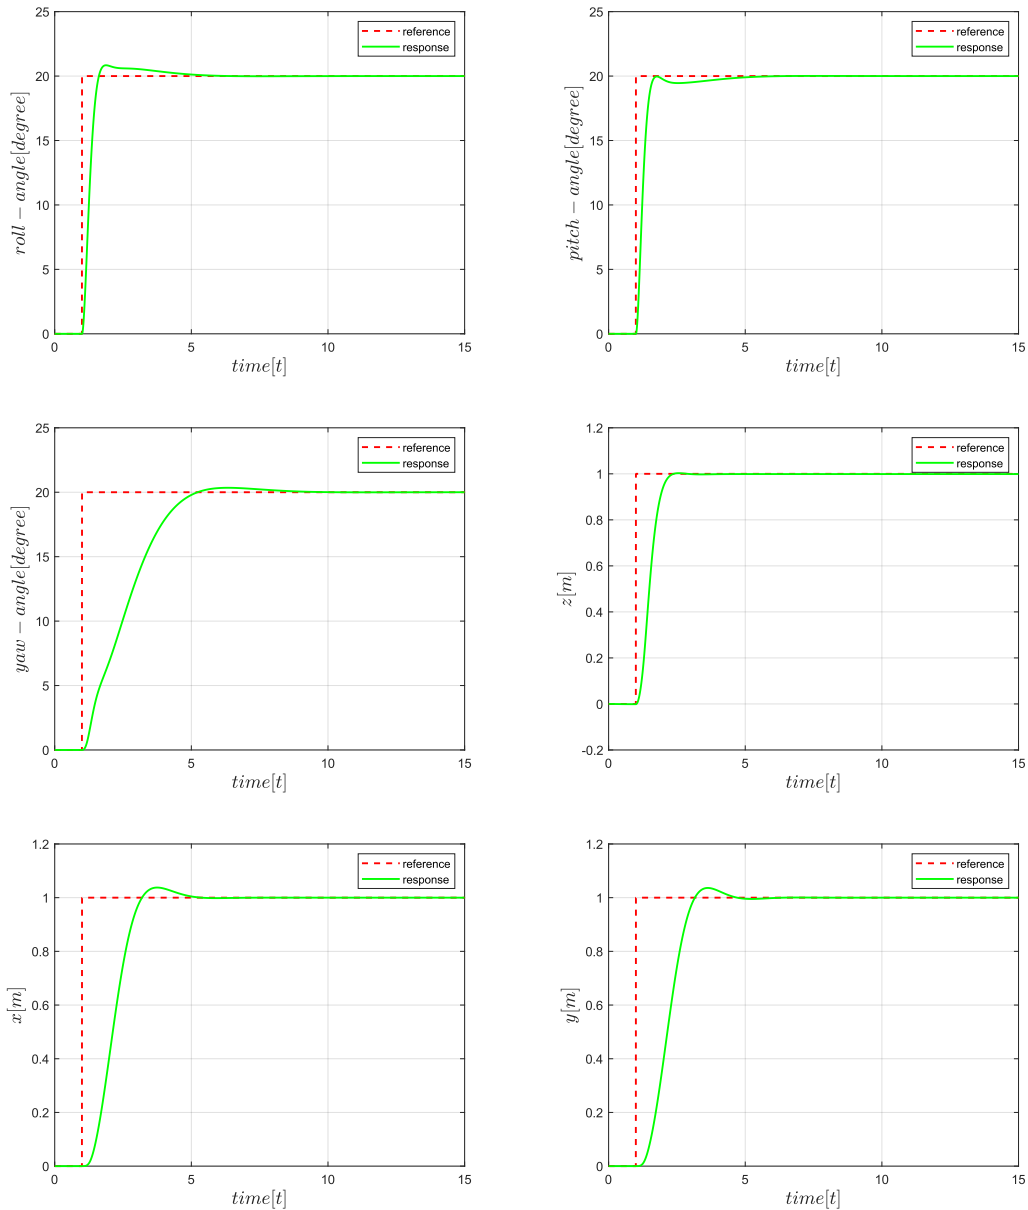 25
20
15
10
5
0
roll − angle[degree]
0 5 10 15
time[t]
reference
response
25
20
15
10
5
0
pitch − angle[degree]
0 5 10 15
time[t]
reference
response
25
20
15
10
5
0
yaw − angle[degree]
0 5 10 15
time[t]
reference
response
1.2
1
0.8
0.6
0.4
0.2
0
-0.2
z[m]
0 5 10 15
time[t]
reference
response
1.2
1
0.8
0.6
0.4
0.2
0
x[m]
0 5 10 15
time[t]
reference
response
1.2
1
0.8
0.6
0.4
0.2
0
y[m]
0 5 10 15
time[t]
reference
response